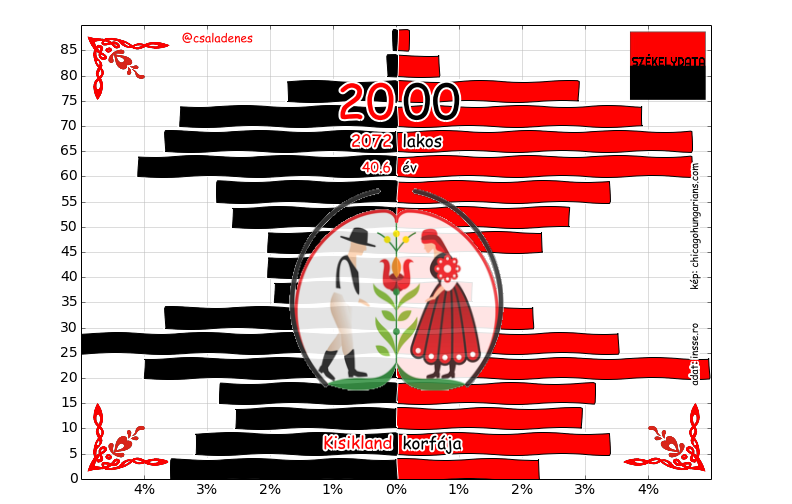 @csaladenes
SZÉKELYDATA
2000
2072 lakos
40.6 év
kép: chicagohungarians.com
adat: insse.ro
Kisikland korfája
85
80
75
70
65
60
55
50
45
40
35
30
25
20
15
10
5
0
4% 3% 2% 1% 0% 1% 2% 3% 4%